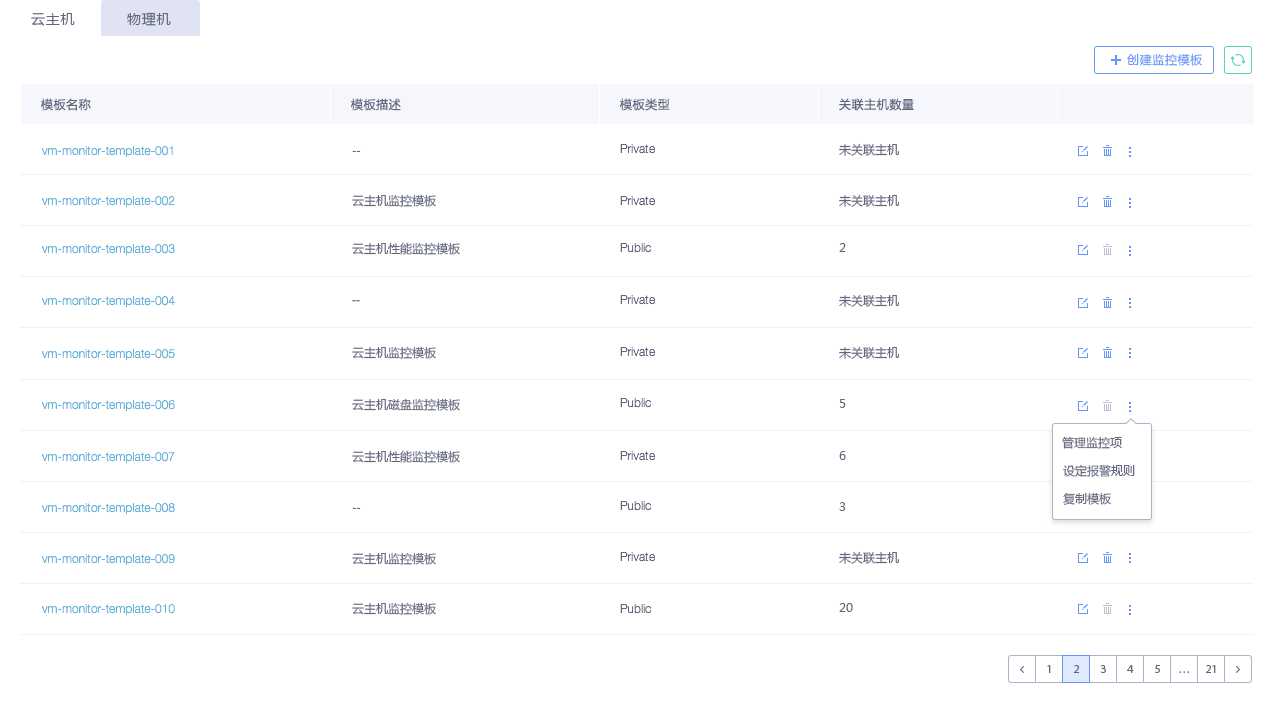 云主机 物理机
+ 创建监控模板
模板名称 模板描述 模板类型 关联主机数量
vm-monitor-template-001 -- Private 未关联主机
vm-monitor-template-002 云主机监控模板 Private 未关联主机
vm-monitor-template-003 云主机性能监控模板 Public 2
vm-monitor-template-004 -- Private 未关联主机
vm-monitor-template-005 云主机监控模板 Private 未关联主机
vm-monitor-template-006 云主机磁盘监控模板 Public 5
管理监控项
vm-monitor-template-007 云主机性能监控模板 Private 6
设定报警规则
复制模板
vm-monitor-template-008 -- Public 3
vm-monitor-template-009 云主机监控模板 Private 未关联主机
vm-monitor-template-010 云主机监控模板 Public 20
< 1 2 3 4 5 ... 21 >